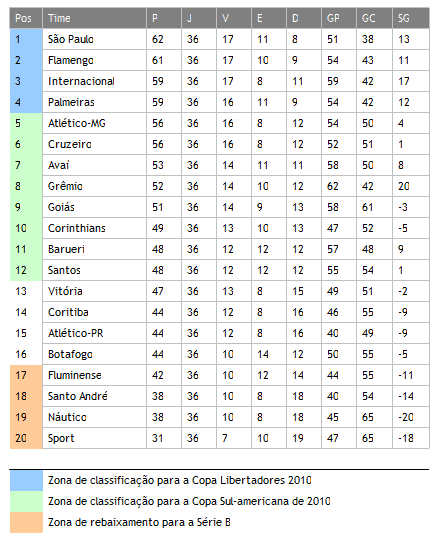 Pos Time P J V E D GP GC SG
1 São Paulo 62 36 17 11 8 51 38 13
2 Flamengo 61 36 17 10 9 54 43 11
3 Internacional 59 36 17 8 11 59 42 17
4 Palmeiras 59 36 16 11 9 54 42 12
5 Atlético-MG 56 36 16 8 12 54 50 4
6 Cruzeiro 56 36 16 8 12 52 51 1
7 Avaí 53 36 14 11 11 58 50 8
8 Grêmio 52 36 14 10 12 62 42 20
9 Goiás 51 36 14 9 13 58 61 -3
10 Corinthians 49 36 13 10 13 47 52 -5
11 Barueri 48 36 12 12 12 57 48 9
12 Santos 48 36 12 12 12 55 54 1
13 Vitória 47 36 13 8 15 49 51 -2
14 Coritiba 44 36 12 8 16 46 55 -9
15 Atlético-PR 44 36 12 8 16 40 49 -9
16 Botafogo 44 36 10 14 12 50 55 -5
17 Fluminense 42 36 10 12 14 44 55 -11
18 Santo André 38 36 10 8 18 40 54 -14
19 Náutico 38 36 10 8 18 45 65 -20
20 Sport 31 36 7 10 19 47 65 -18
Zona de classificação para a Copa Libertadores 2010
Zona de classificação para a Copa Sul-americana de 2010
Zona de rebaixamento para a Série B